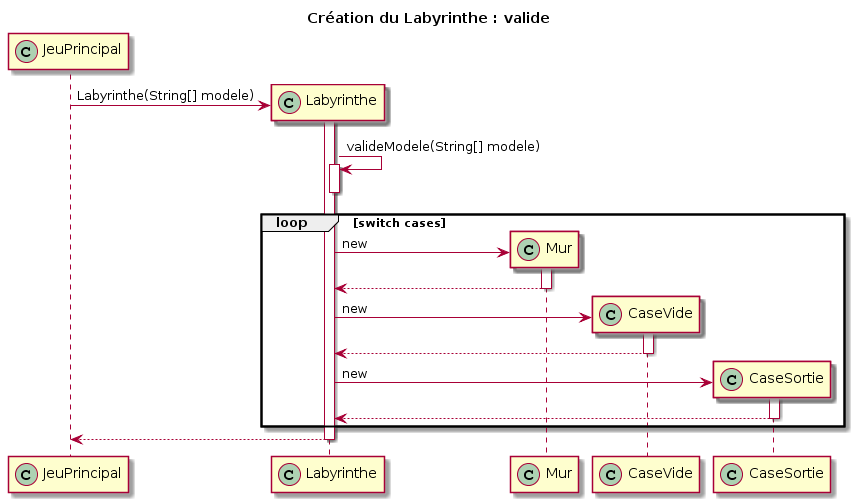 Création du Labyrinthe : valide
C JeuPrincipal
Labyrinthe(String[] modele)
C Labyrinthe
valideModele(String[] modele)
loop [switch cases]
new
C Mur
new
C CaseVide
new
C CaseSortie
C JeuPrincipal C Labyrinthe C Mur C CaseVide C CaseSortie